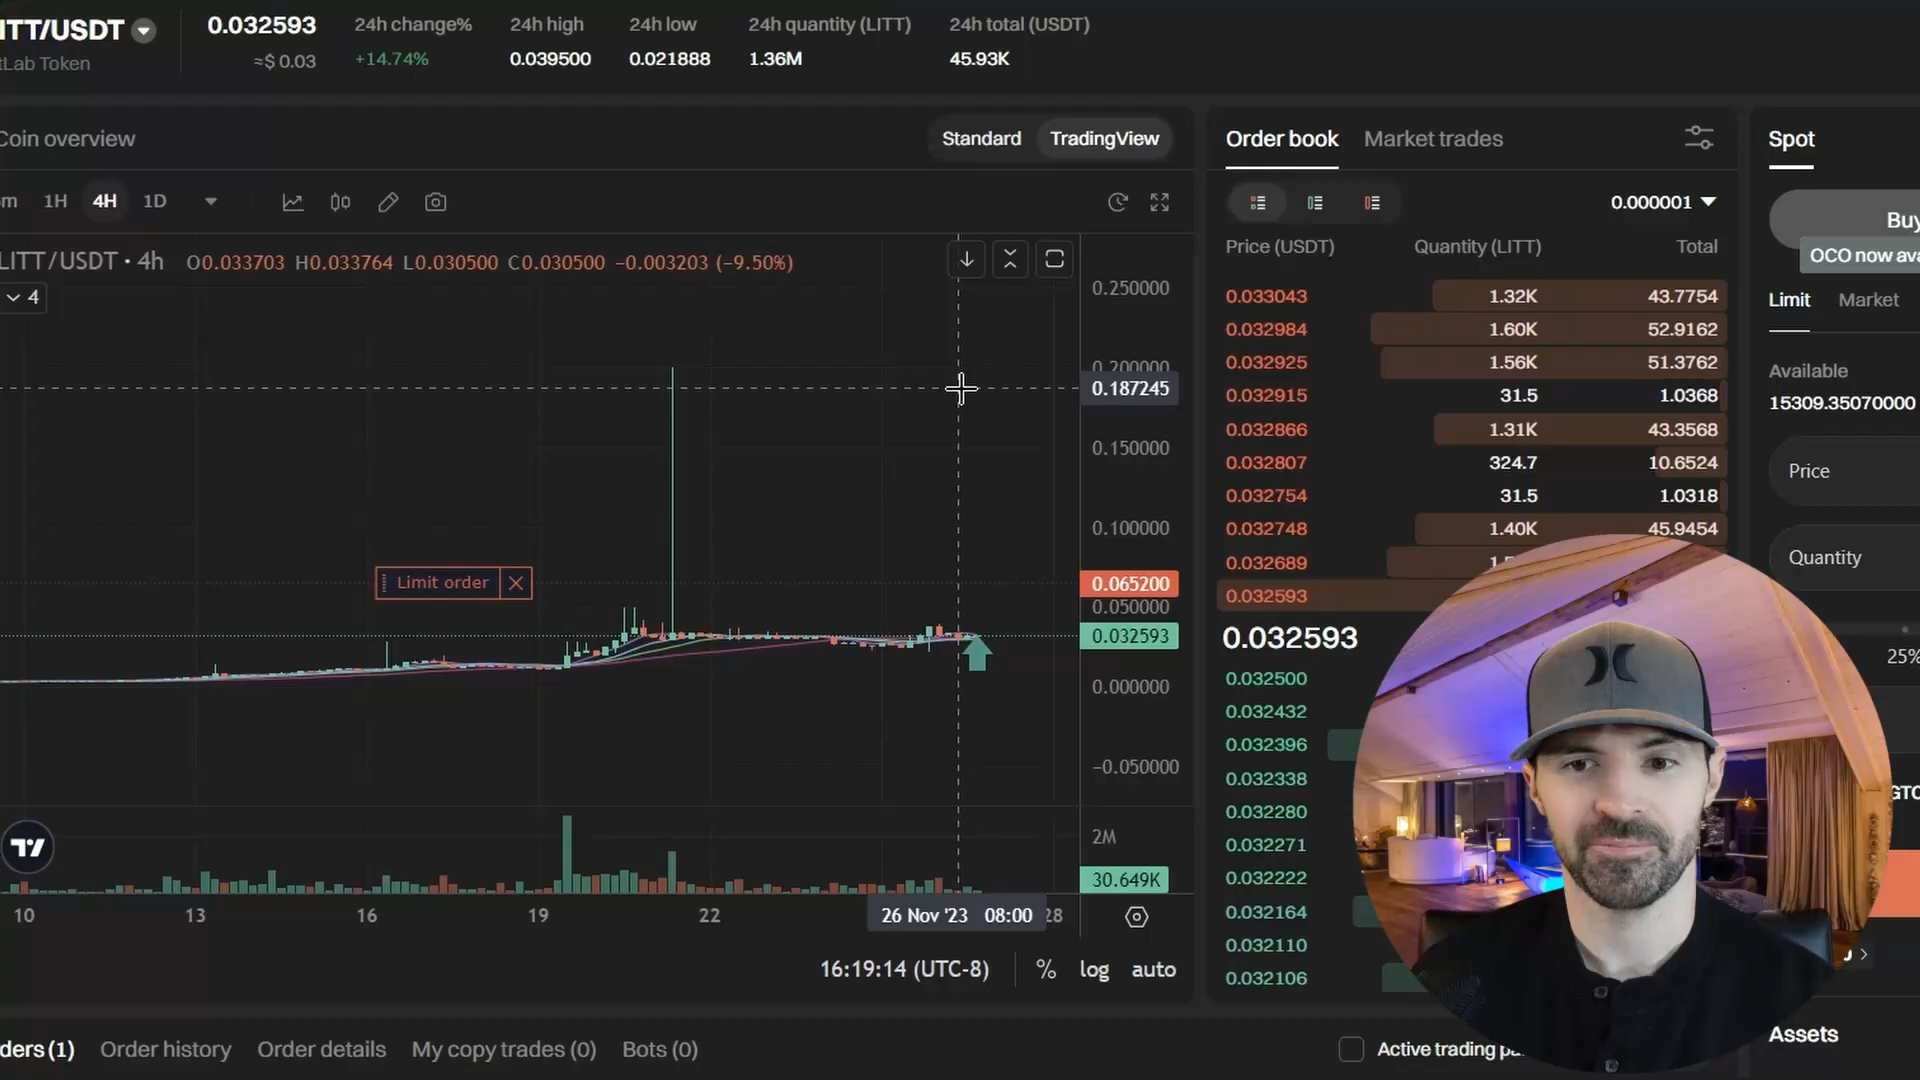 ITT/USDT
tLab Token
0.032593
≈$ 0.03
24h change%
+14.74%
24h high
0.039500
24h low
0.021888
24h quantity (LITT)
1.36M
24h total (USDT)
45.93K
Coin overview
Standard
TradingView
m 1H 4H 1D
LITT/USDT · 4h O0.033703 H0.033764 L0.030500 C0.030500 −0.003203 (−9.50%)
4
0.250000
0.200000
0.187245
0.150000
0.100000
Limit order
0.065200
0.050000
0.032593
0.000000
−0.050000
2M
30.649K
10 13 16 19 22 26 Nov '23 08:00 28
16:19:14 (UTC-8) % log auto
Order book Market trades
0.000001
Price (USDT) Quantity (LITT) Total
0.033043 1.32K 43.7754
0.032984 1.60K 52.9162
0.032925 1.56K 51.3762
0.032915 31.5 1.0368
0.032866 1.31K 43.3568
0.032807 324.7 10.6524
0.032754 31.5 1.0318
0.032748 1.40K 45.9454
0.032689
0.032593
0.032593
0.032500
0.032432
0.032396
0.032338
0.032280
0.032271
0.032222
0.032164
0.032110
0.032106
Spot
Buy
OCO now ava
Limit Market
Available
15309.35070000
Price
Quantity
25%
GTC
ders (1) Order history Order details My copy trades (0) Bots (0)
Active trading pa
Assets